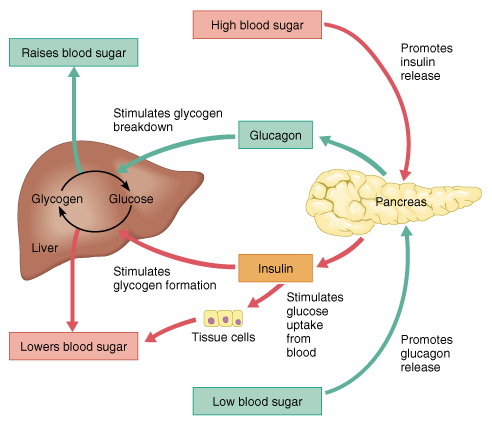 High blood sugar
Raises blood sugar
Promotes
insulin
release
Stimulates glycogen
breakdown
Glucagon
Glycogen
Glucose
Pancreas
Liver
Stimulates
glycogen formation
Insulin
Stimulates
glucose
uptake
from
blood
Tissue cells
Lowers blood sugar
Promotes
glucagon
release
Low blood sugar